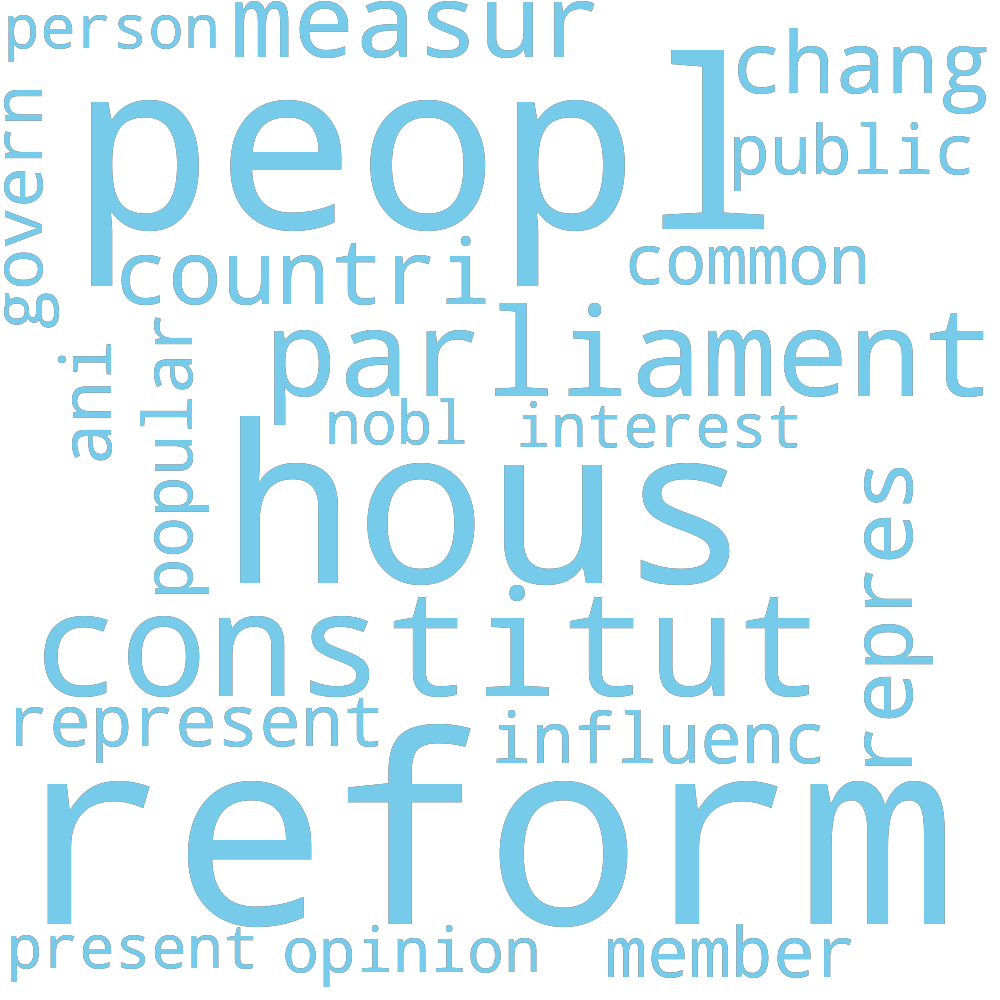 person
measur
chang
peopl
public
govern
countri
common
parliament
ani
popular
nobl
interest
hous
repres
constitut
represent
influenc
reform
present
opinion
member